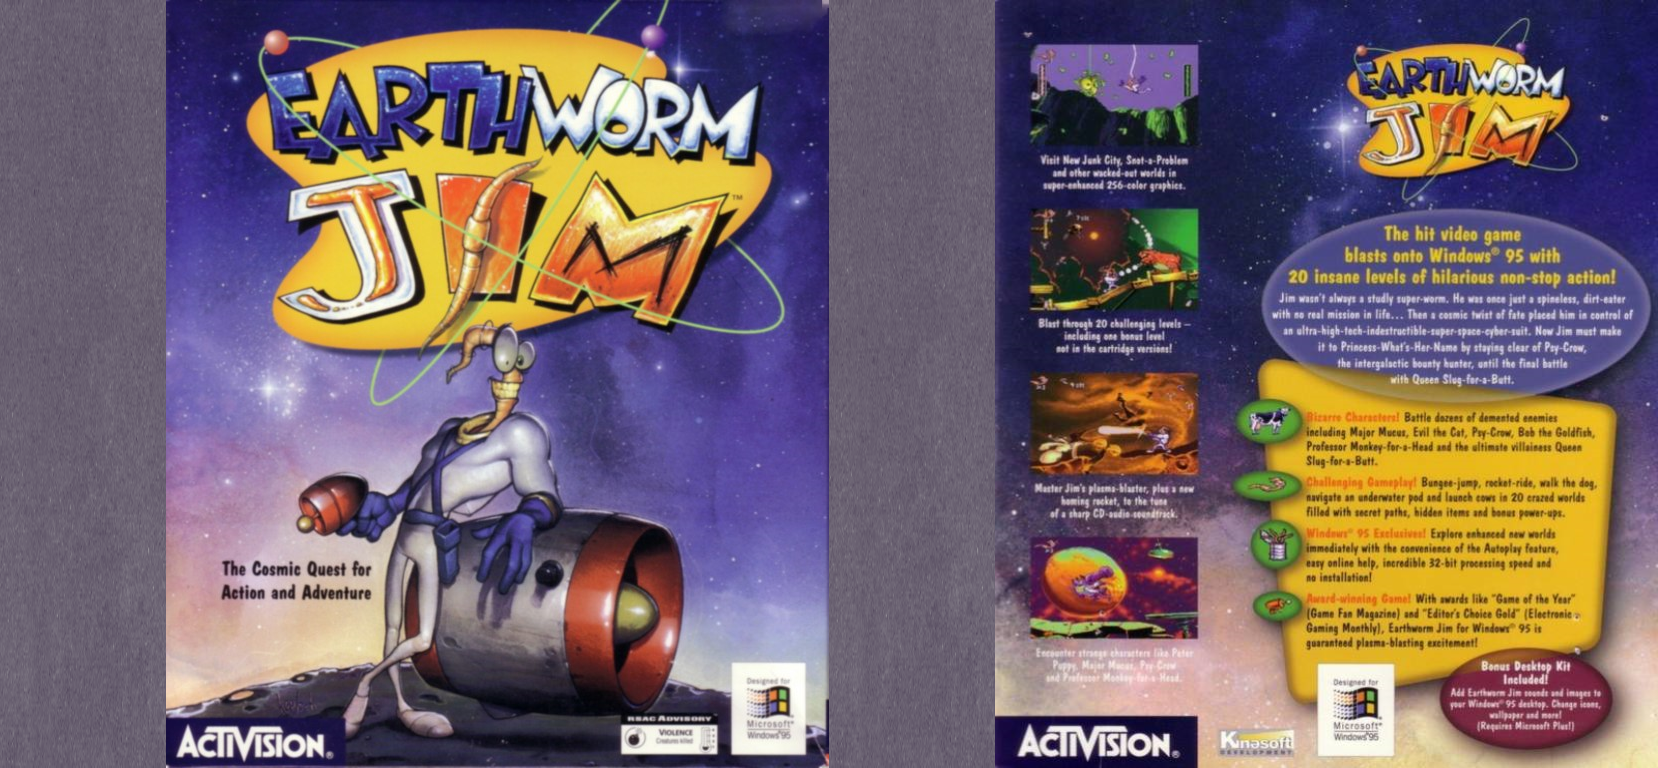 EARTHWORM
JIM™
The Cosmic Quest for
Action and Adventure
ACTIVISION®
RSAC ADVISORY
VIOLENCE
Creatures killed
Designed for
Microsoft®
Windows®95
EARTHWORM
JIM
Visit New Junk City, Snot-a-Problem
and other wacked-out worlds in
super-enhanced 256-color graphics.
Blast through 20 challenging levels –
including one bonus level
not in the cartridge versions!
Master Jim's plasma-blaster, plus a new
homing rocket, to the tune
of a sharp CD-audio soundtrack.
Encounter strange characters like Peter
Puppy, Major Mucus, Psy-Crow
and Professor Monkey-for-a-Head.
The hit video game
blasts onto Windows® 95 with
20 insane levels of hilarious non-stop action!
Jim wasn't always a studly super-worm. He was once just a spineless, dirt-eater
with no real mission in life... Then a cosmic twist of fate placed him in control of
an ultra-high-tech-indestructible-super-space-cyber-suit. Now Jim must make
it to Princess-What's-Her-Name by staying clear of Psy-Crow,
the intergalactic bounty hunter, until the final battle
with Queen Slug-for-a-Butt.
Bizarre Characters! Battle dozens of demented enemies
including Major Mucus, Evil the Cat, Psy-Crow, Bob the Goldfish,
Professor Monkey-for-a-Head and the ultimate villainess Queen
Slug-for-a-Butt.
Challenging Gameplay! Bungee-jump, rocket-ride, walk the dog,
navigate an underwater pod and launch cows in 20 crazed worlds
filled with secret paths, hidden items and bonus power-ups.
Windows® 95 Exclusives! Explore enhanced new worlds
immediately with the convenience of the Autoplay feature,
easy online help, incredible 32-bit processing speed and
no installation!
Award-winning Game! With awards like "Game of the Year"
(Game Fan Magazine) and "Editor's Choice Gold" (Electronic
Gaming Monthly), Earthworm Jim for Windows® 95 is
guaranteed plasma-blasting excitement!
Bonus Desktop Kit
Included!
Add Earthworm Jim sounds and images to
your Windows® 95 desktop. Change icons,
wallpaper and more!
(Requires Microsoft Plus!)
ACTIVISION®
Kinasoft
DEVELOPMENT
Designed for
Microsoft®
Windows®95